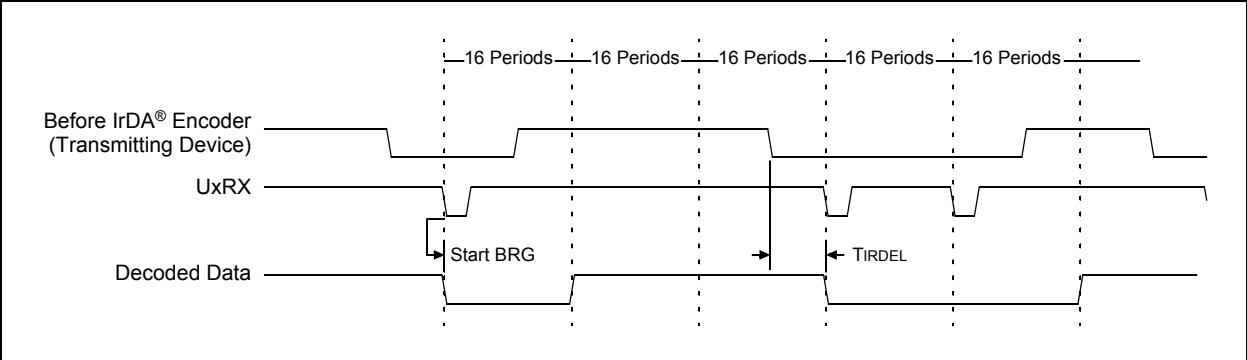 16 Periods 16 Periods 16 Periods 16 Periods 16 Periods
Before IrDA® Encoder
(Transmitting Device)
UxRX
Start BRG
TIRDEL
Decoded Data